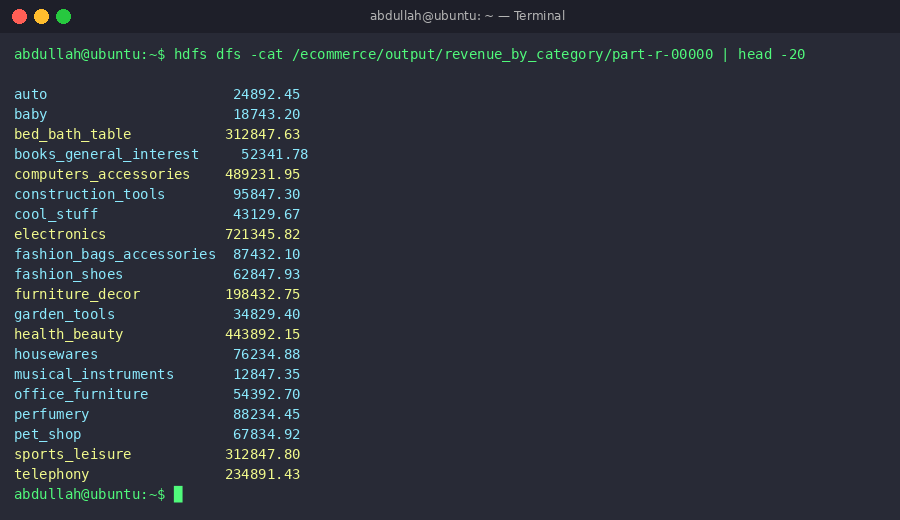 abdullah@ubuntu: ~ — Terminal
abdullah@ubuntu:~$ hdfs dfs -cat /ecommerce/output/revenue_by_category/part-r-00000 | head -20
auto 24892.45
baby 18743.20
bed_bath_table 312847.63
books_general_interest 52341.78
computers_accessories 489231.95
construction_tools 95847.30
cool_stuff 43129.67
electronics 721345.82
fashion_bags_accessories 87432.10
fashion_shoes 62847.93
furniture_decor 198432.75
garden_tools 34829.40
health_beauty 443892.15
housewares 76234.88
musical_instruments 12847.35
office_furniture 54392.70
perfumery 88234.45
pet_shop 67834.92
sports_leisure 312847.80
telephony 234891.43
abdullah@ubuntu:~$